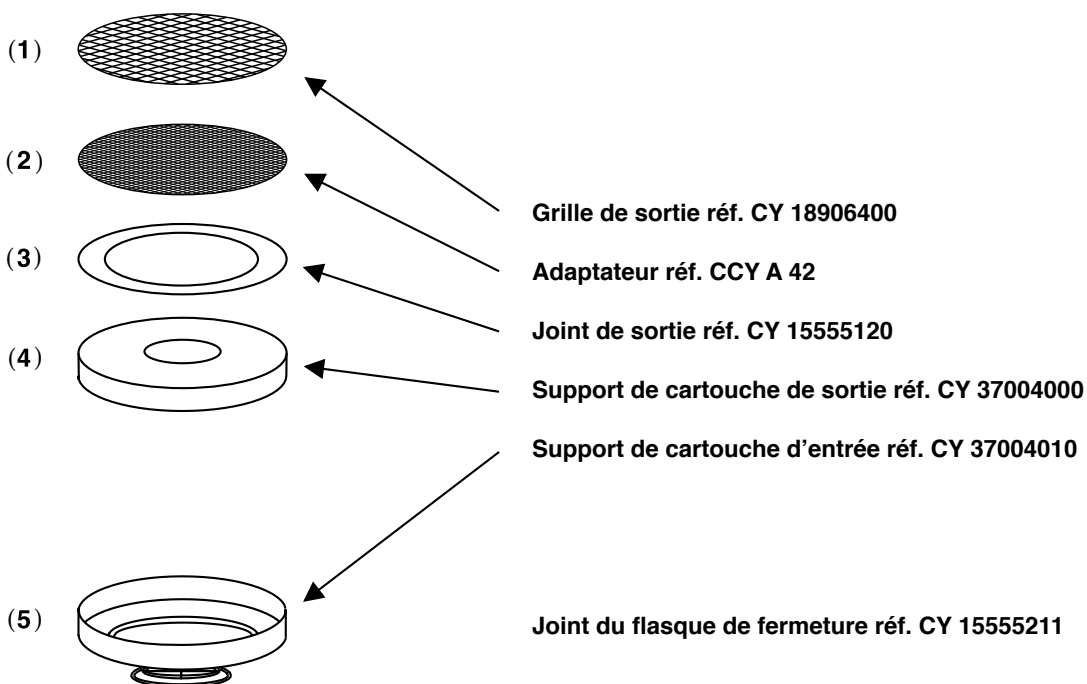 (1)
(2)
Grille de sortie réf. CY 18906400
(3)
Adaptateur réf. CCY A 42
Joint de sortie réf. CY 15555120
(4)
Support de cartouche de sortie réf. CY 37004000
Support de cartouche d’entrée réf. CY 37004010
(5)
Joint du flasque de fermeture réf. CY 15555211